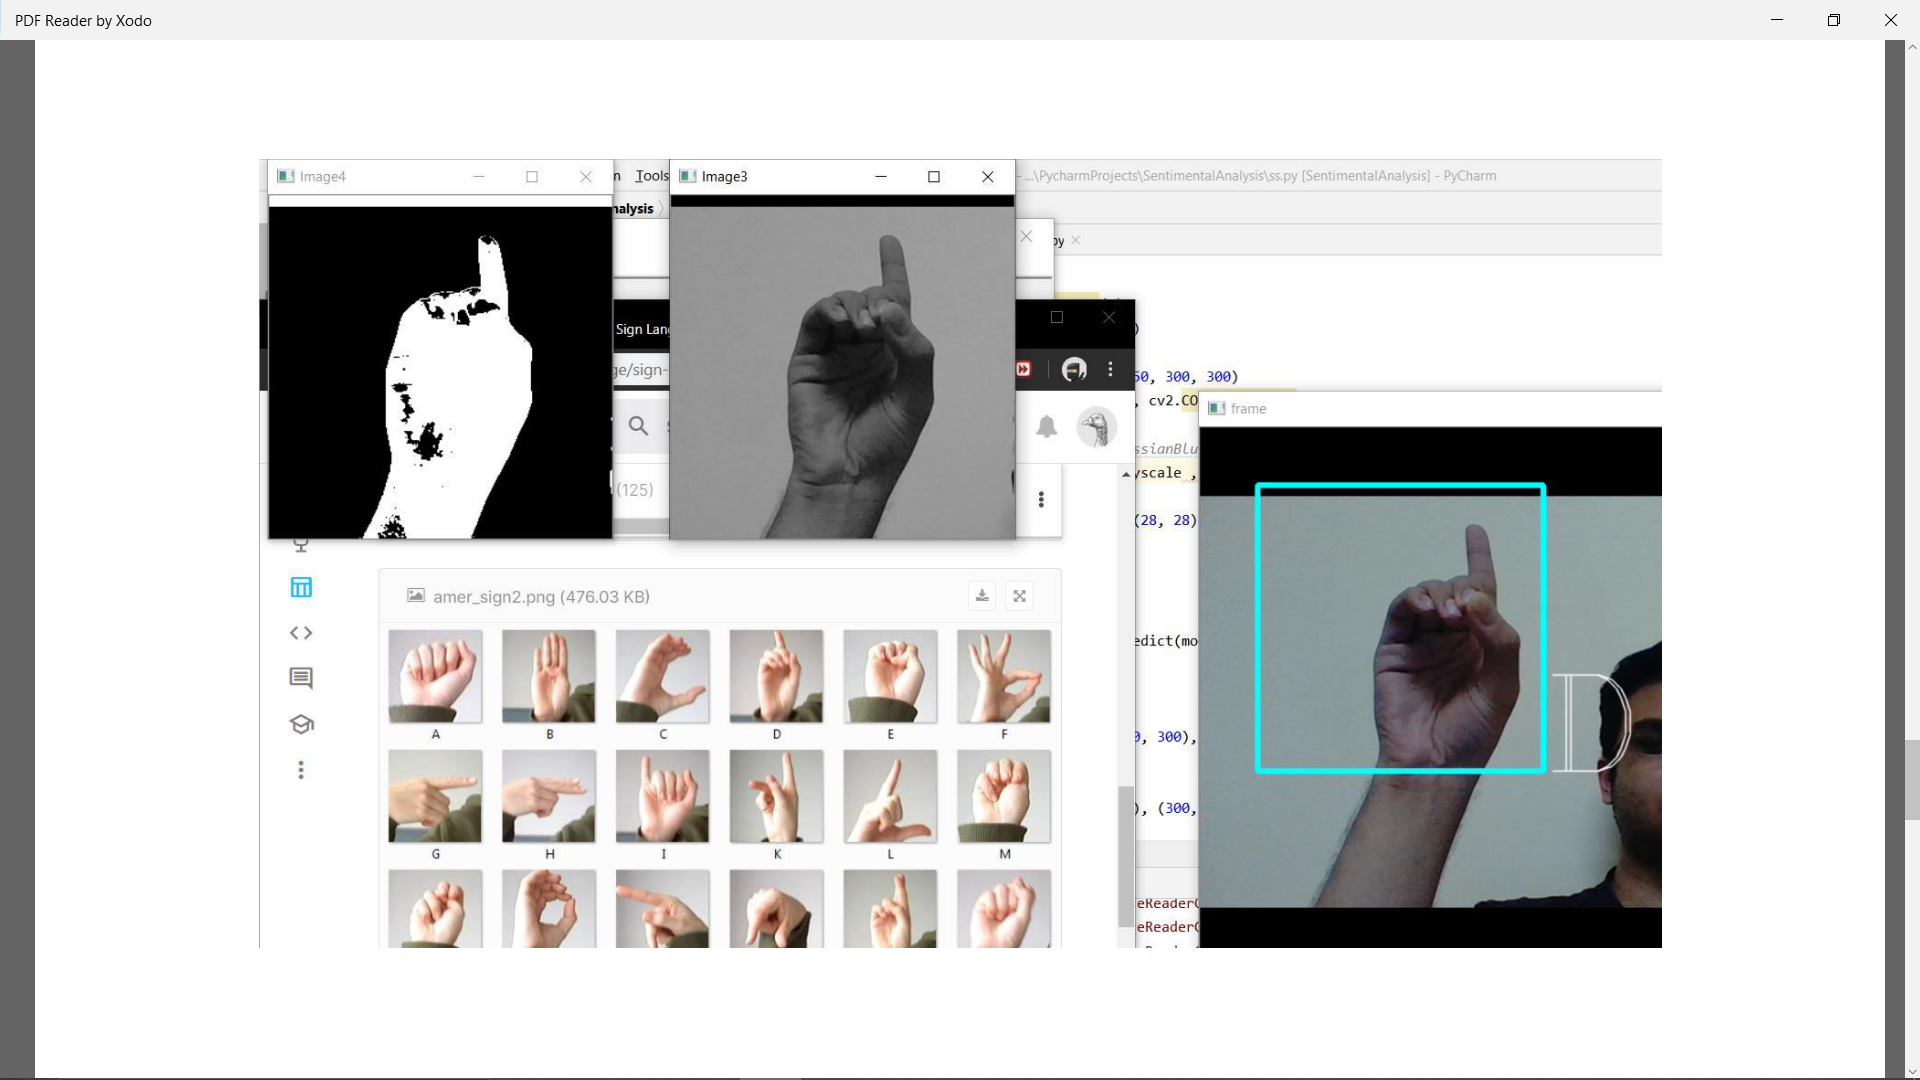 PDF Reader by Xodo
Image4
Tools
Image3
...\PycharmProjects\SentimentalAnalysis\ss.py [SentimentalAnalysis] - PyCharm
nalysis
py
Sign Lan
ge/sign-
50, 300, 300)
, cv2.CO
frame
ssianBlu
yscale ,
(125)
(28, 28)
amer_sign2.png (476.03 KB)
edict(mo
A B C D E F
D
0, 300),
), (300,
G H I K L M
eReaderC
eReaderC